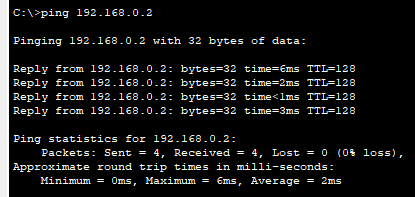 C:\>ping 192.168.0.2
Pinging 192.168.0.2 with 32 bytes of data:
Reply from 192.168.0.2: bytes=32 time=6ms TTL=128
Reply from 192.168.0.2: bytes=32 time=2ms TTL=128
Reply from 192.168.0.2: bytes=32 time<1ms TTL=128
Reply from 192.168.0.2: bytes=32 time=3ms TTL=128
Ping statistics for 192.168.0.2:
    Packets: Sent = 4, Received = 4, Lost = 0 (0% loss),
Approximate round trip times in milli-seconds:
    Minimum = 0ms, Maximum = 6ms, Average = 2ms